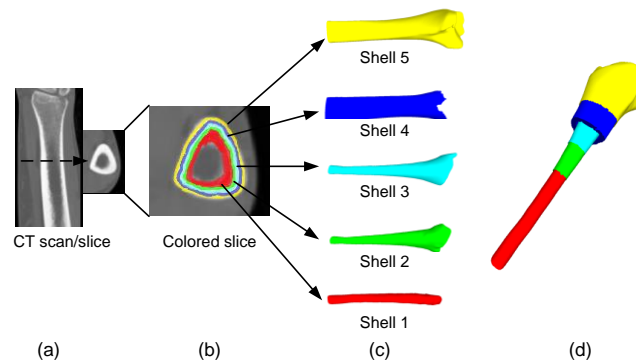 Shell 5
Shell 4
Shell 3
Shell 2
Shell 1
CT scan/slice
Colored slice
(a)
(b)
(c)
(d)